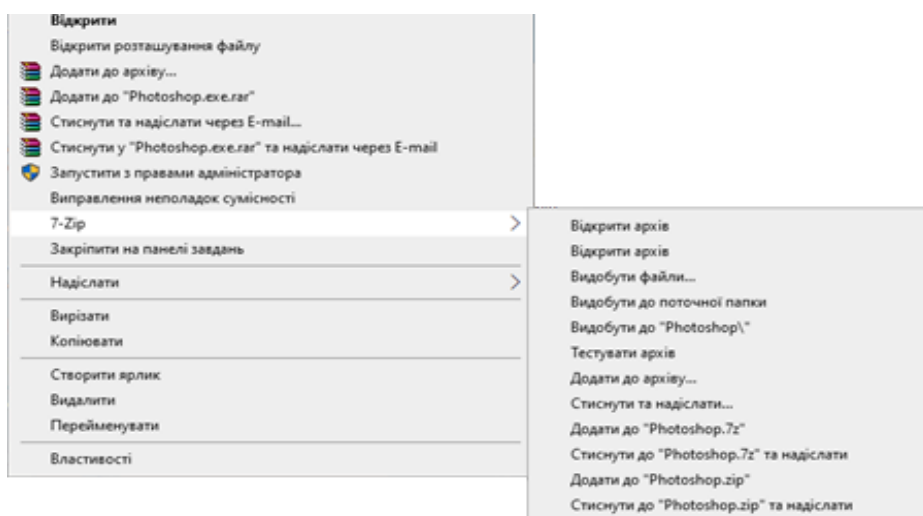 Відкрити
Відкрити розташування файлу
Додати до архіву...
Додати до "Photoshop.exe.rar"
Стиснути та надіслати через E-mail...
Стиснути у "Photoshop.exe.rar" та надіслати через E-mail
Запустити з правами адміністратора
Виправлення неполадок сумісності
7-Zip
Закріпити на панелі завдань
Надіслати
Вирізати
Копіювати
Створити ярлик
Видалити
Перейменувати
Властивості
Відкрити архів
Відкрити архів
Видобути файли...
Видобути до поточної папки
Видобути до "Photoshop\"
Тестувати архів
Додати до архіву...
Стиснути та надіслати...
Додати до "Photoshop.7z"
Стиснути до "Photoshop.7z" та надіслати
Додати до "Photoshop.zip"
Стиснути до "Photoshop.zip" та надіслати